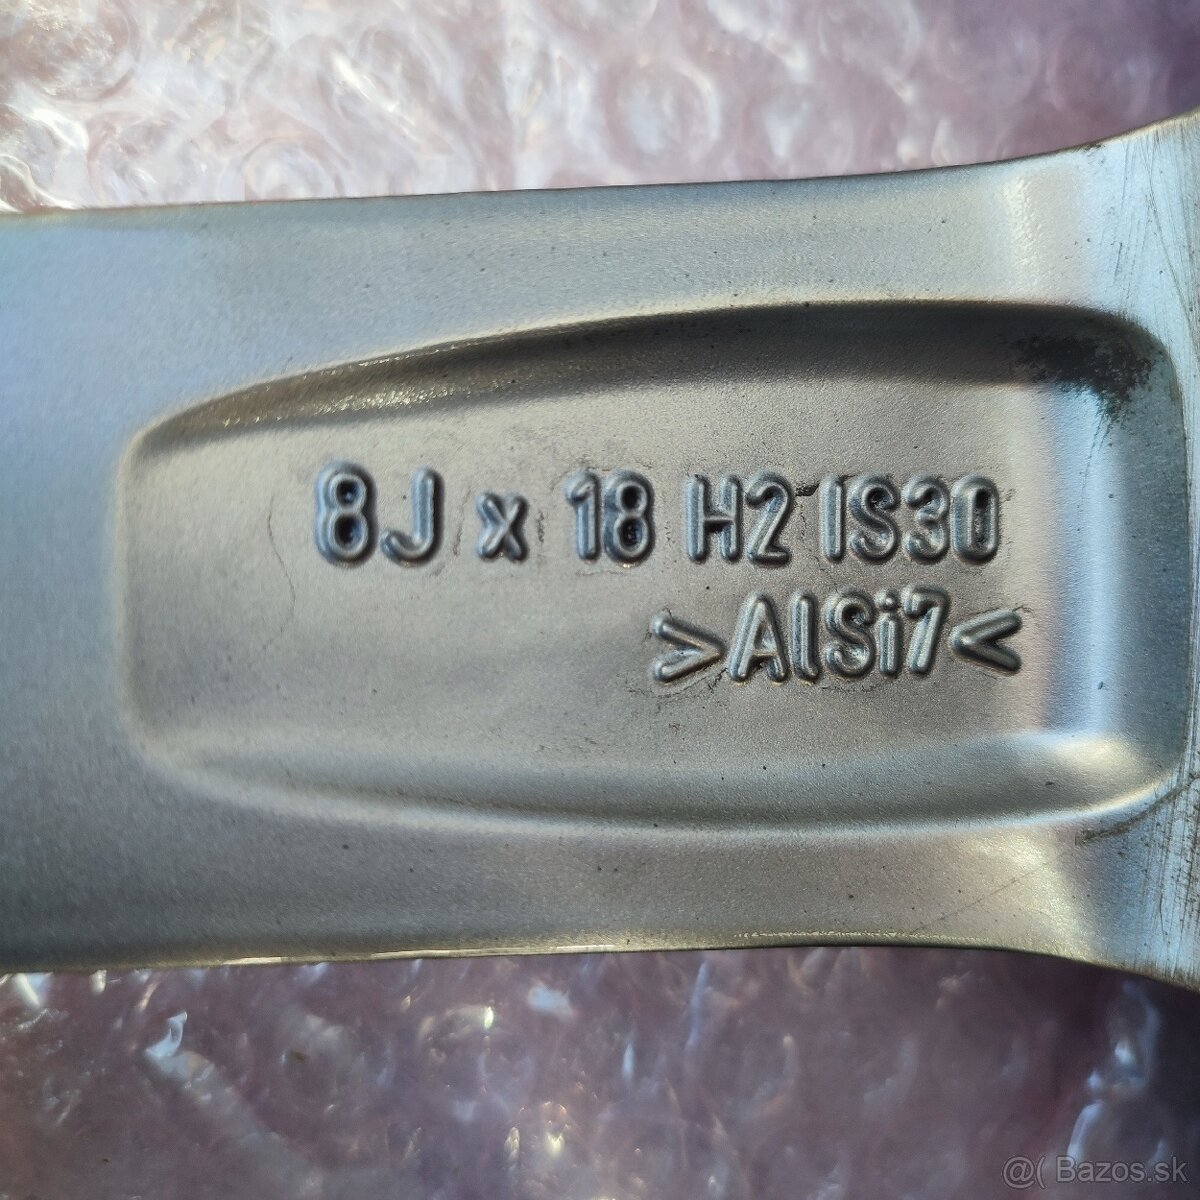 8J x 18 H2 IS30
>AlSi7<
@( Bazos.sk